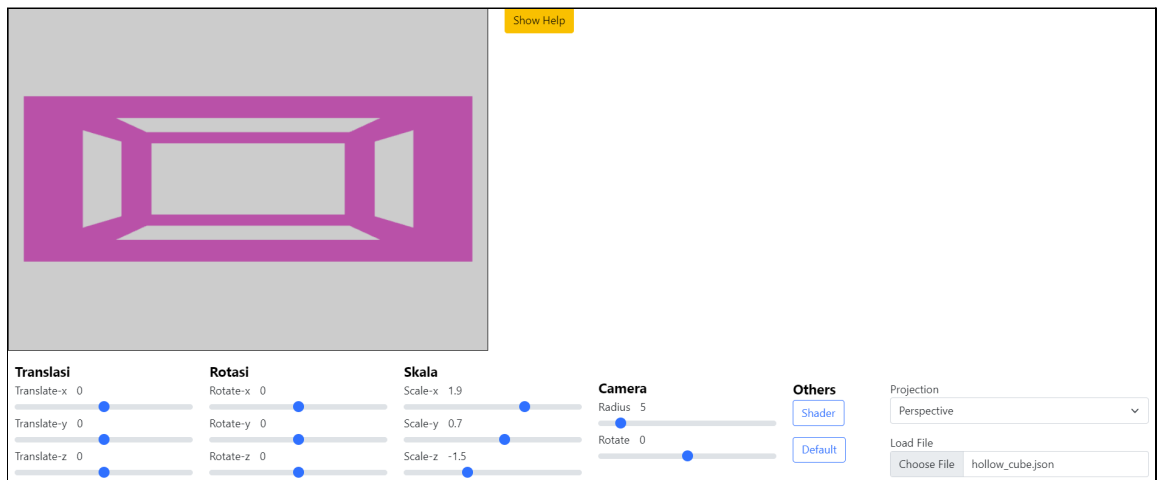 Show Help
Translasi
Translate-x 0
Translate-y 0
Translate-z 0
Rotasi
Rotate-x 0
Rotate-y 0
Rotate-z 0
Skala
Scale-x 1.9
Scale-y 0.7
Scale-z -1.5
Camera
Radius 5
Rotate 0
Others
Shader
Default
Projection
Perspective
Load File
Choose File hollow_cube.json